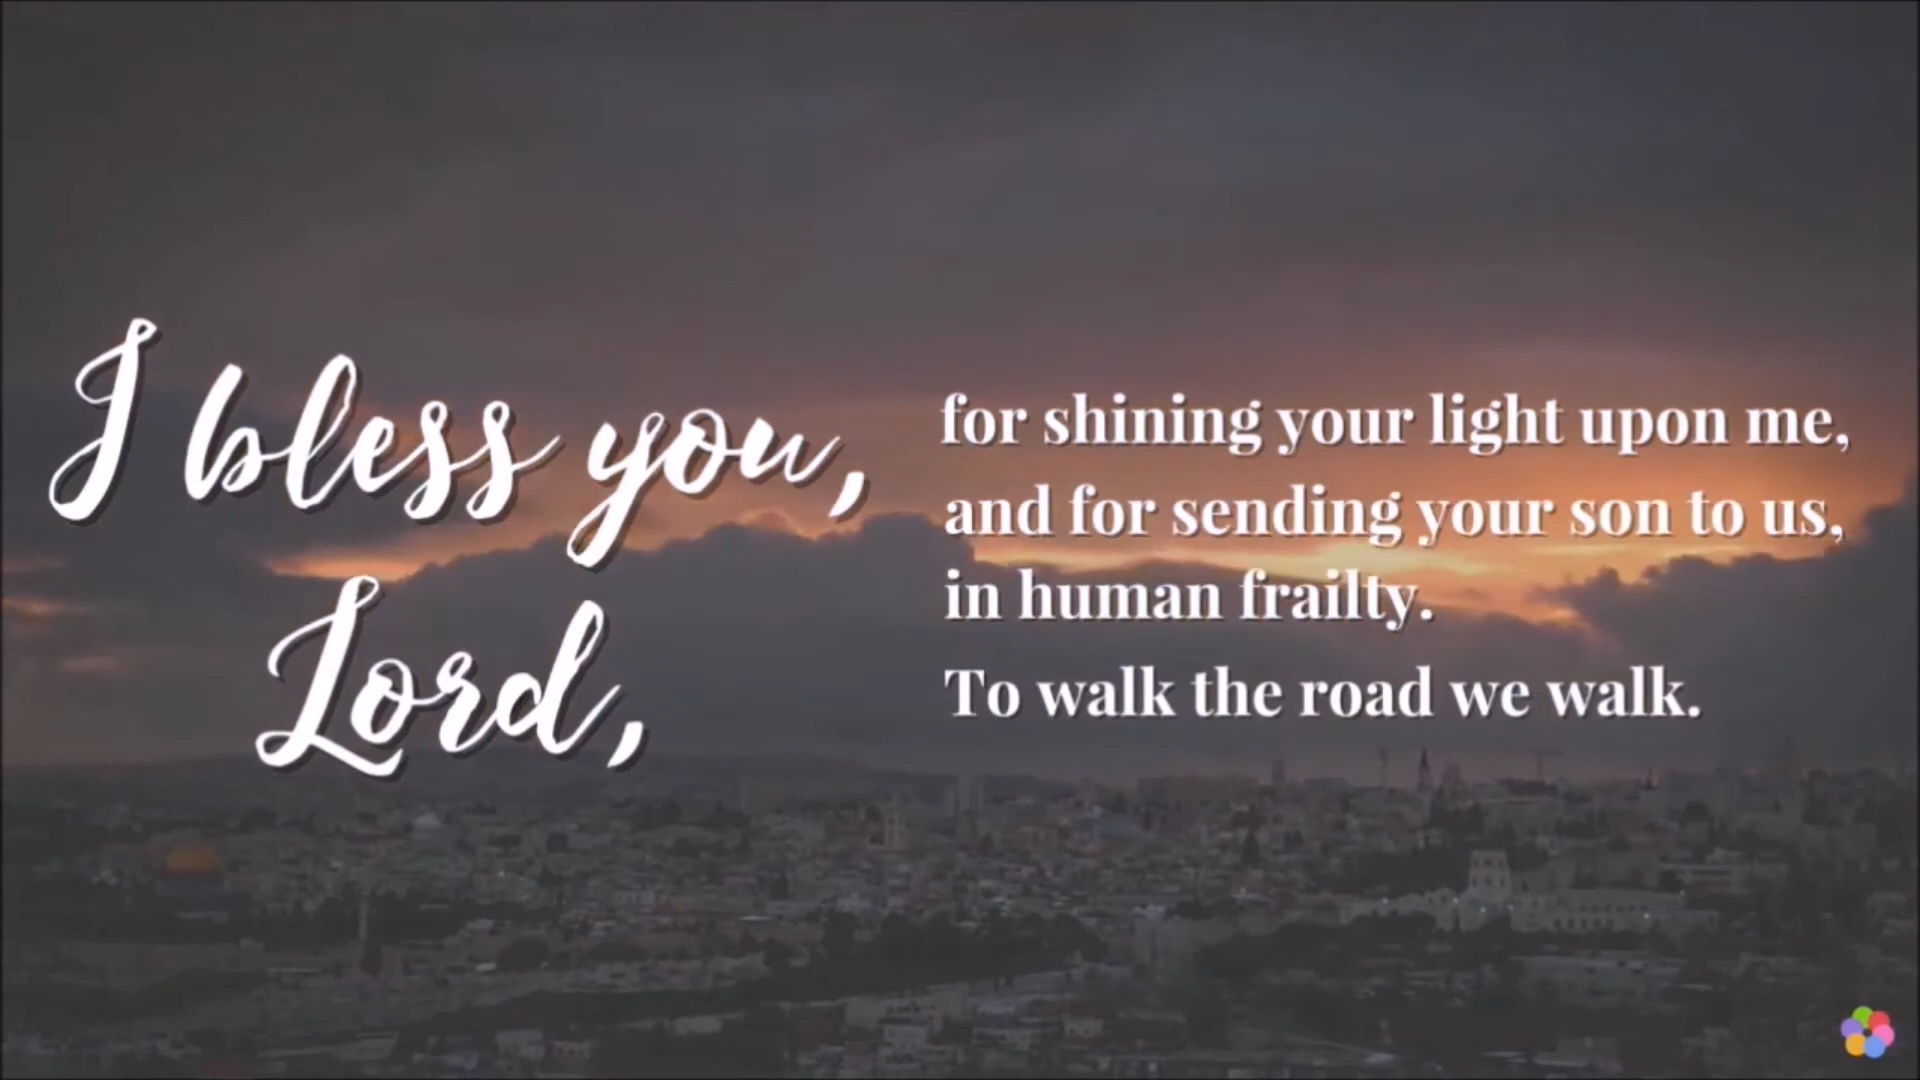 I bless you,
Lord,
for shining your light upon me,
and for sending your son to us,
in human frailty.
To walk the road we walk.